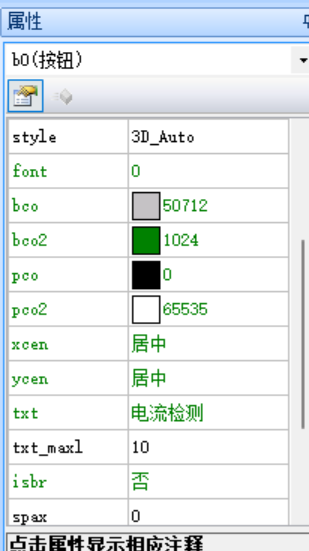 属性
b0(按钮)
style 3D_Auto
font 0
bco 50712
bco2 1024
pco 0
pco2 65535
xcen 居中
ycen 居中
txt 电流检测
txt_maxl 10
isbr 否
spax 0
点击属性显示相应注释